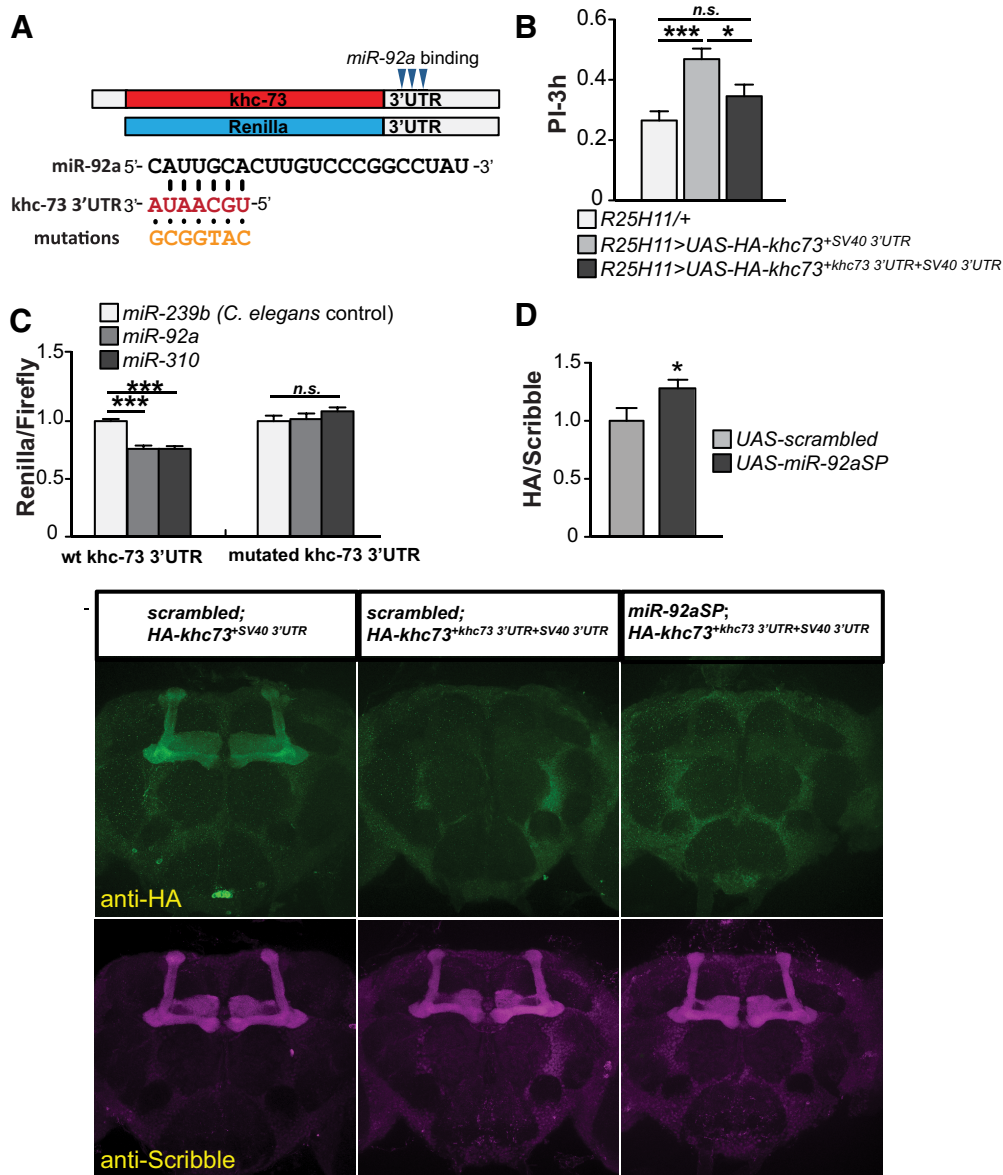 A
miR-92a binding
khc-73 3'UTR
Renilla 3'UTR
miR-92a 5'- CAUUGCACUUGUCCCGGCCUAU -3'
khc-73 3'UTR 3'- AUAACGU -5'
mutations GCGGTAC
B
PI-3h
0.6
0.4
0.2
0
n.s.
*** *
R25H11/+
R25H11>UAS-HA-khc73+SV40 3'UTR
R25H11>UAS-HA-khc73+khc73 3'UTR+SV40 3'UTR
C
miR-239b (C. elegans control)
miR-92a
miR-310
Renilla/Firefly
1.5
1.0
0.5
0
***
***
n.s.
wt khc-73 3'UTR
mutated khc-73 3'UTR
D
HA/Scribble
1.5
1.0
0.5
0
*
UAS-scrambled
UAS-miR-92aSP
scrambled;
HA-khc73+SV40 3'UTR
scrambled;
HA-khc73+khc73 3'UTR+SV40 3'UTR
miR-92aSP;
HA-khc73+khc73 3'UTR+SV40 3'UTR
anti-HA
anti-Scribble